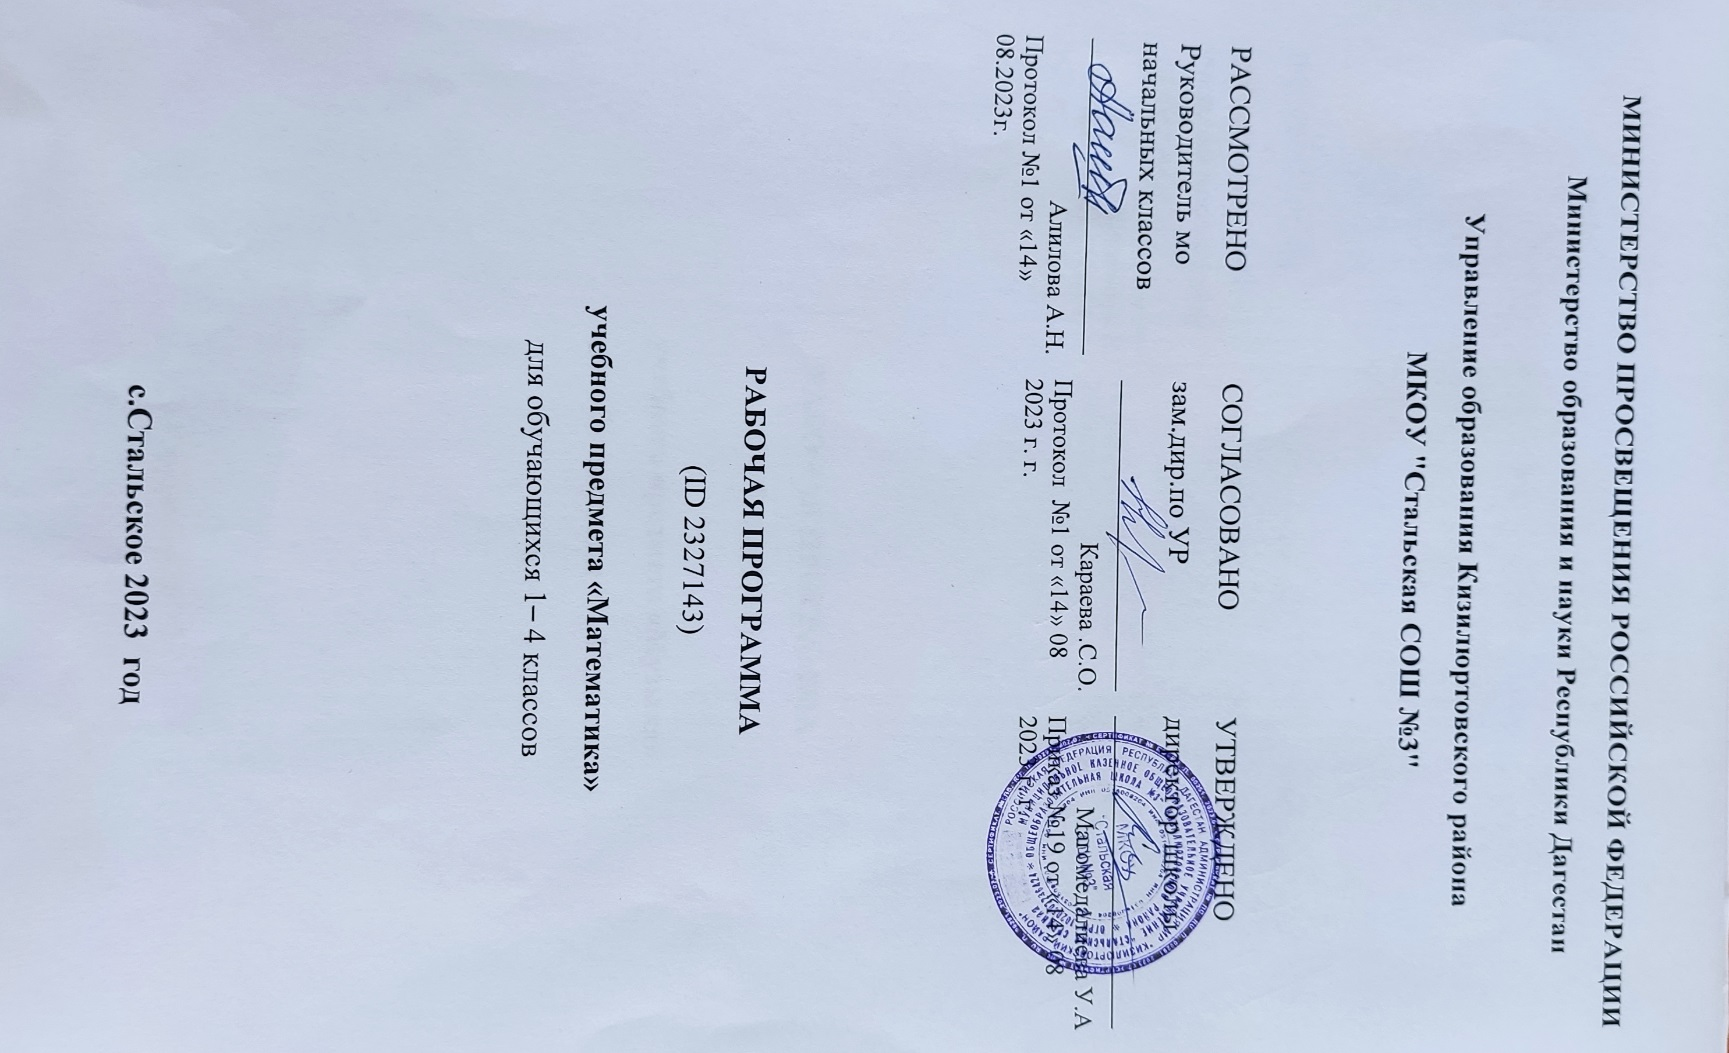 МИНИСТЕРСТВО ПРОСВЕЩЕНИЯ РОССИЙСКОЙ ФЕДЕРАЦИИ
Министерство образования и науки Республики Дагестан
Управление образования Кизилюртовского района
МКОУ "Стальская СОШ №3"
РАССМОТРЕНО
Руководитель мо
начальных классов
Алилова А.Н.
Протокол №1 от «14»
08.2023г.
СОГЛАСОВАНО
зам.дир.по УР
Караева .С.О.
Протокол №1 от «14» 08
2023 г. г.
УТВЕРЖДЕНО
директор школы
Магомедалиева У.А
Приказ №19 от 08
2023 г.
МКОУ
"Стальская
РАБОЧАЯ ПРОГРАММА
(ID 2327143)
учебного предмета «Математика»
для обучающихся 1– 4 классов
с.Стальское 2023 год